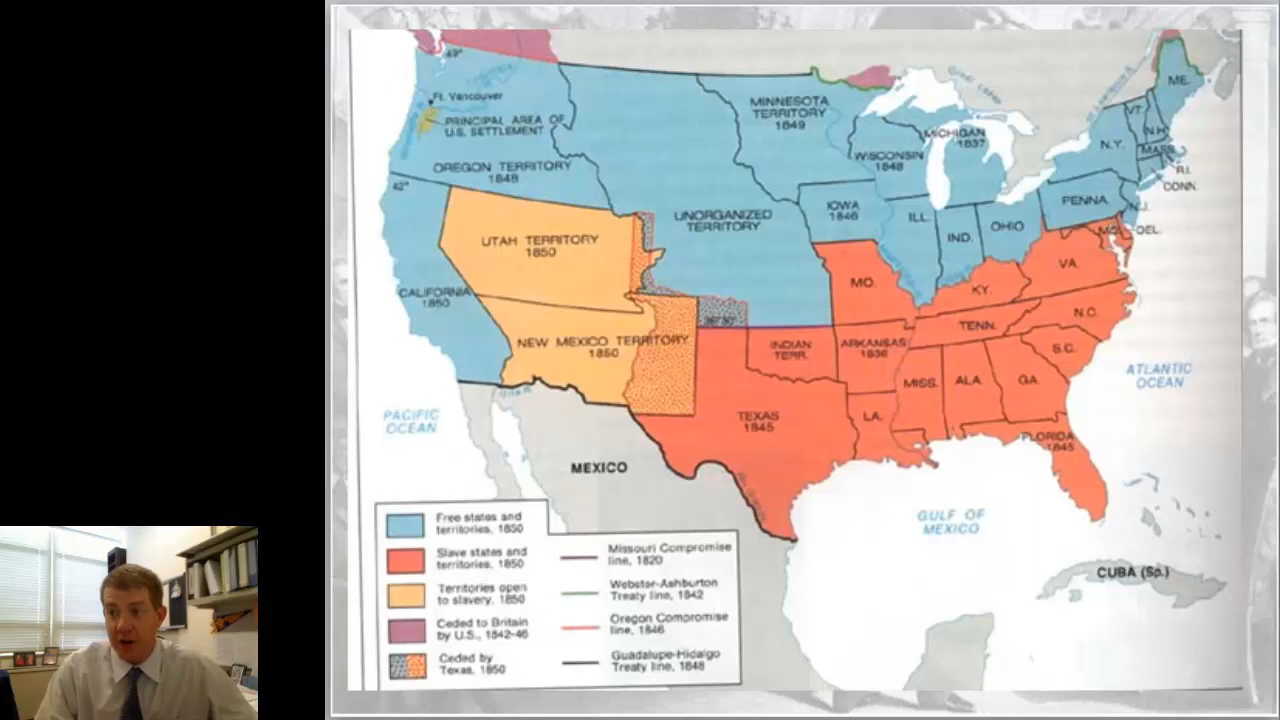 49°
Ft. Vancouver
PRINCIPAL AREA OF
U.S. SETTLEMENT
OREGON TERRITORY
1848
42°
MINNESOTA
TERRITORY
1849
WISCONSIN
1848
MICHIGAN
1837
Great Lakes
ME.
VT.
N.H.
MASS.
N.Y.
R.I.
CONN.
PENNA.
N.J.
MD.
DEL.
UTAH TERRITORY
1850
UNORGANIZED
TERRITORY
IOWA
1846
ILL.
IND.
OHIO
CALIFORNIA
1850
MO.
KY.
VA.
36°30'
NEW MEXICO TERRITORY
1850
INDIAN
TERR.
ARKANSAS
1836
TENN.
N.C.
S.C.
MISS.
ALA.
GA.
Gila R.
TEXAS
1845
LA.
FLORIDA
1845
PACIFIC
OCEAN
ATLANTIC
OCEAN
MEXICO
GULF OF
MEXICO
CUBA (Sp.)
Free states and
territories, 1850
Slave states and
territories, 1850
Territories open
to slavery, 1850
Ceded to Britain
by U.S., 1842-46
Ceded by
Texas, 1850
Missouri Compromise
line, 1820
Webster-Ashburton
Treaty line, 1842
Oregon Compromise
line, 1846
Guadalupe-Hidalgo
Treaty line, 1848